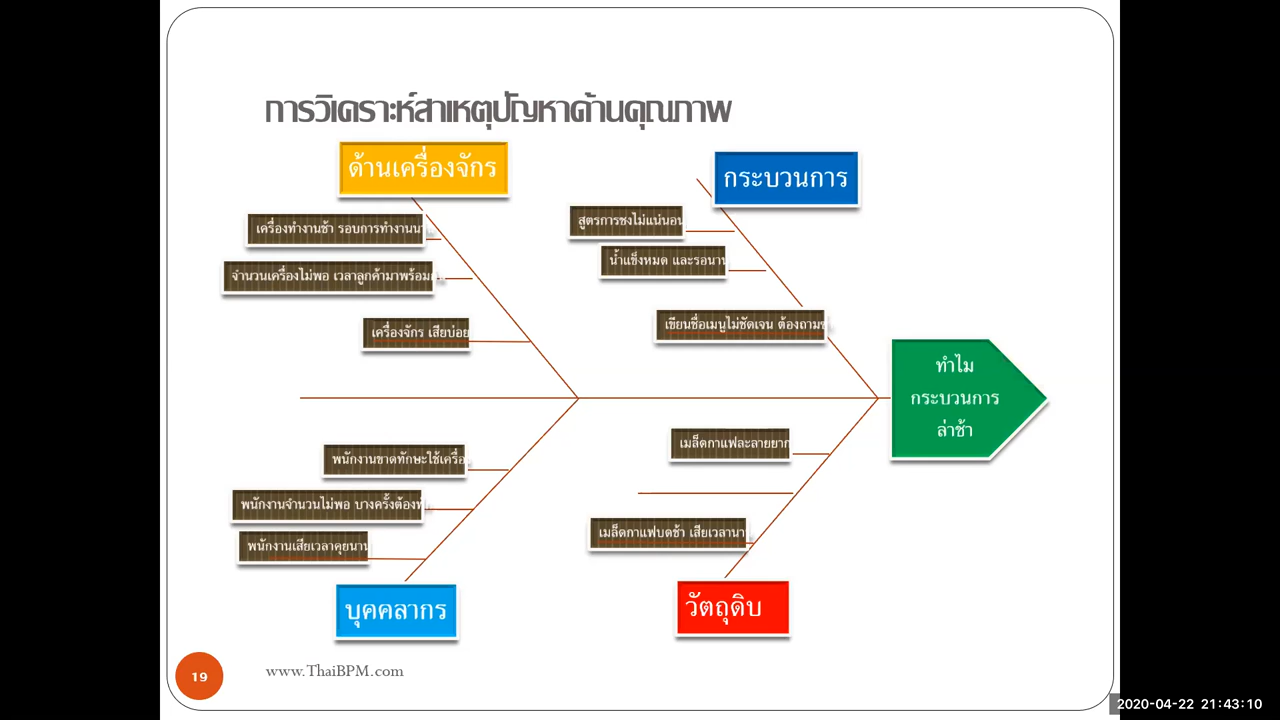 การวิเคราะห์สาเหตุปัญหาด้านคุณภาพ
ด้านเครื่องจักร
กระบวนการ
เครื่องทำงานช้า รอบการทำงานนา
จำนวนเครื่องไม่พอ เวลาลูกค้ามาพร้อม
เครื่องจักร เสียบ่อย
สูตรการชงไม่แน่นอน
น้ำแข็งหมด และรอนาน
เขียนชื่อเมนูไม่ชัดเจน ต้องถาม
ทำไม
กระบวนการ
ล่าช้า
พนักงานขาดทักษะใช้เครื่อ
พนักงานจำนวนไม่พอ บางครั้งต้อง
พนักงานเสียเวลาคุยนาน
เมล็ดกาแฟละลายยาก
เมล็ดกาแฟบดช้า เสียเวลานา
บุคคลากร
วัตถุดิบ
19
www.ThaiBPM.com
2020-04-22 21:43:10